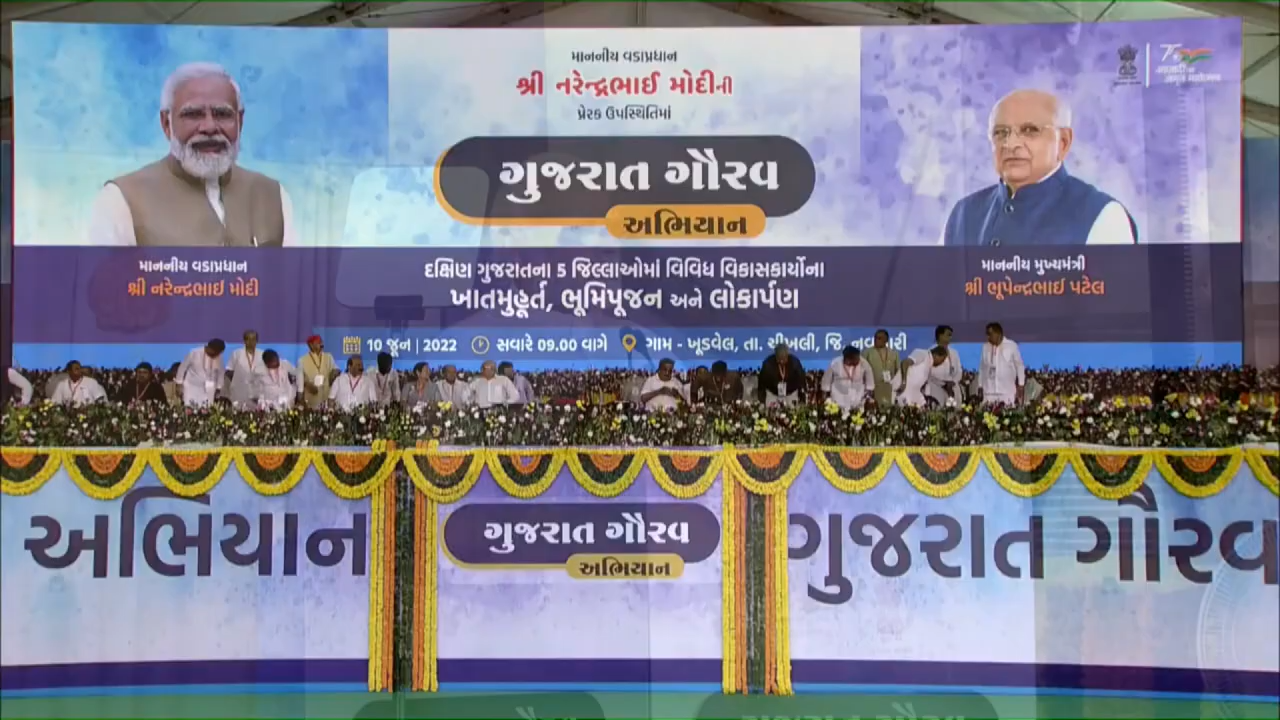 માનનીય વડાપ્રધાન
શ્રી નરેન્દ્રભાઈ મોદીની
પ્રેરક ઉપસ્થિતિમાં
ગુજરાત ગૌરવ
અભિયાન
માનનીય વડાપ્રધાન
શ્રી નરેન્દ્રભાઈ મોદી
દક્ષિણ ગુજરાતના 5 જિલ્લાઓમાં વિવિધ વિકાસકાર્યોના
ખાતમુહૂર્ત, ભૂમિપૂજન અને લોકાર્પણ
માનનીય મુખ્યમંત્રી
શ્રી ભૂપેન્દ્રભાઈ પટેલ
10 જૂન | 2022 સવારે 09.00 વાગે ગામ - ખૂડવેલ, તા. ચીખલી, જિ.
અભિયાન
ગુજરાત ગૌરવ
અભિયાન
ગુજરાત ગૌરવ